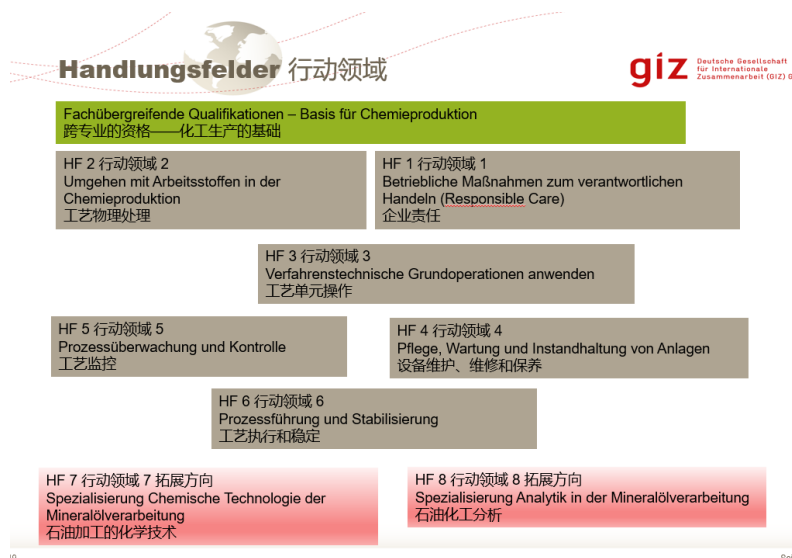 Handlungsfelder 行动领域
giz Deutsche Gesellschaft
für Internationale
Zusammenarbeit (GIZ) G
Fachübergreifende Qualifikationen – Basis für Chemieproduktion
跨专业的资格——化工生产的基础
HF 2 行动领域 2
Umgehen mit Arbeitsstoffen in der
Chemieproduktion
工艺物理处理
HF 1 行动领域 1
Betriebliche Maßnahmen zum verantwortlichen
Handeln (Responsible Care)
企业责任
HF 3 行动领域 3
Verfahrenstechnische Grundoperationen anwenden
工艺单元操作
HF 5 行动领域 5
Prozessüberwachung und Kontrolle
工艺监控
HF 4 行动领域 4
Pflege, Wartung und Instandhaltung von Anlagen
设备维护、维修和保养
HF 6 行动领域 6
Prozessführung und Stabilisierung
工艺执行和稳定
HF 7 行动领域 7 拓展方向
Spezialisierung Chemische Technologie der
Mineralölverarbeitung
石油加工的化学技术
HF 8 行动领域 8 拓展方向
Spezialisierung Analytik in der Mineralölverarbeitung
石油化工分析